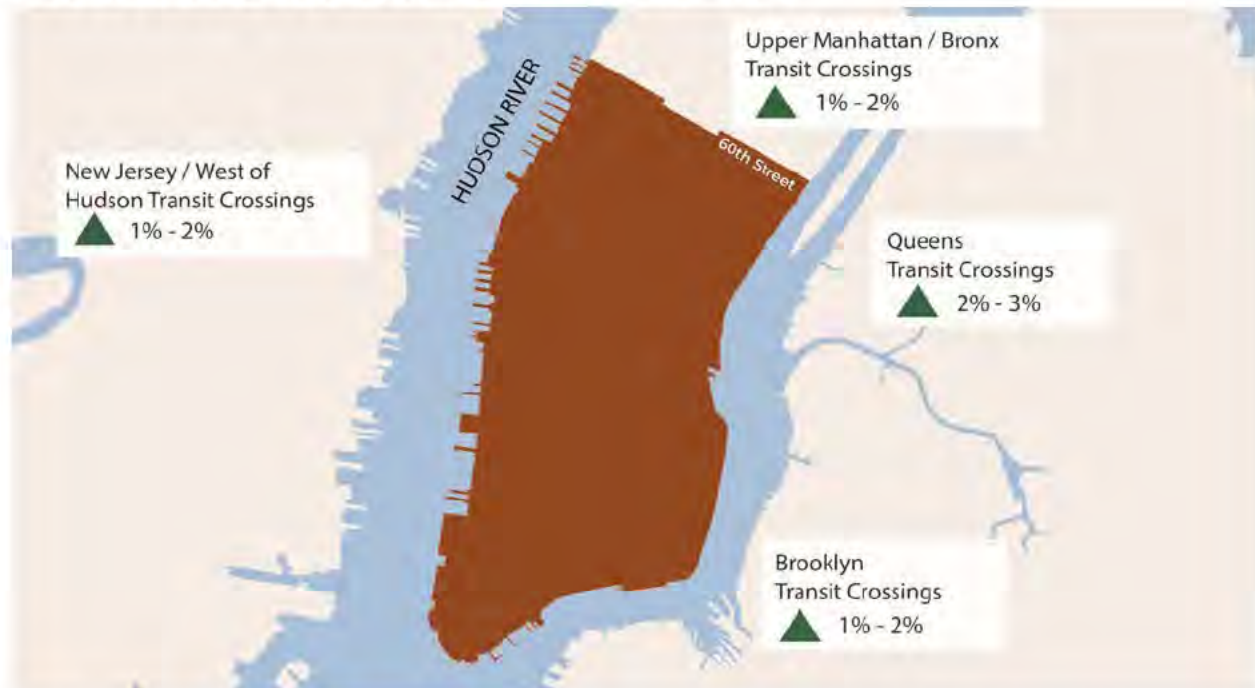 Upper Manhattan / Bronx
Transit Crossings
1% - 2%
60th Street
HUDSON RIVER
New Jersey / West of
Hudson Transit Crossings
1% - 2%
Queens
Transit Crossings
2% - 3%
Brooklyn
Transit Crossings
1% - 2%